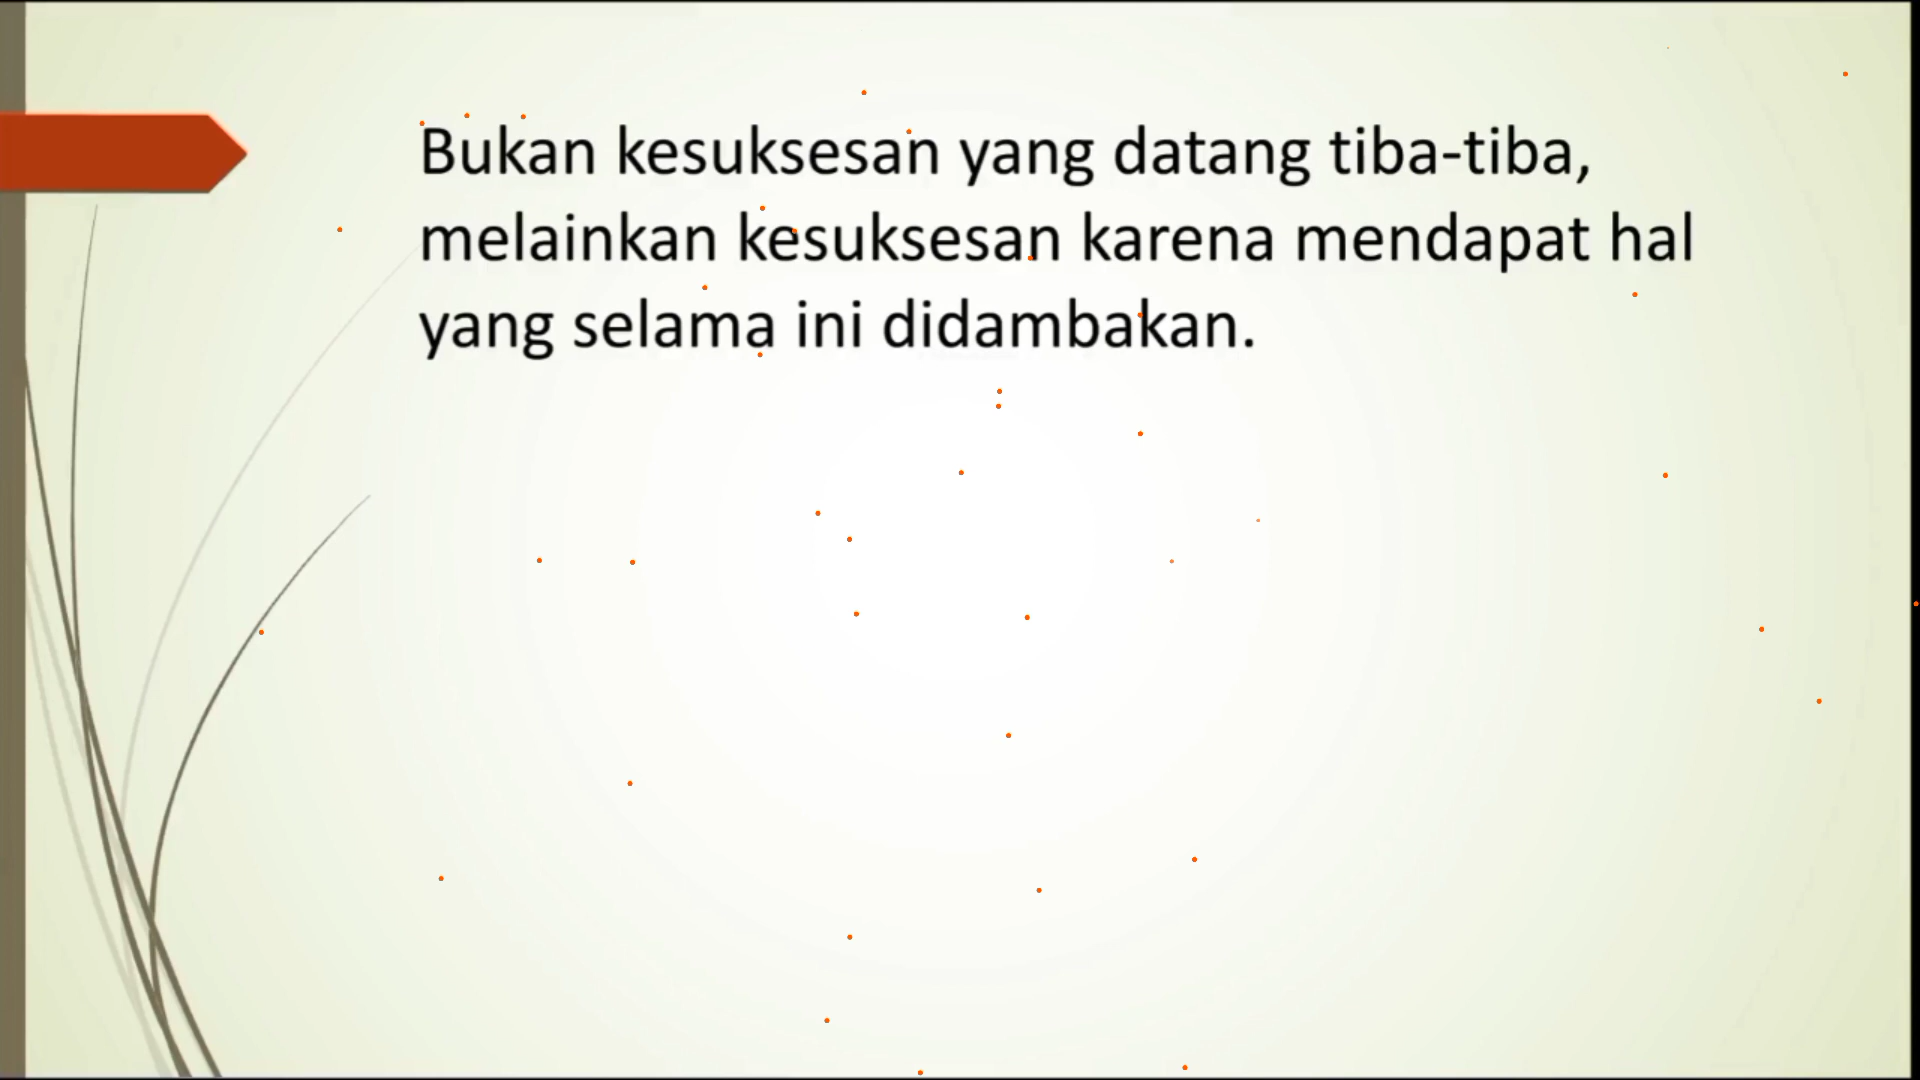 Bukan kesuksesan yang datang tiba-tiba,
melainkan kesuksesan karena mendapat hal
yang selama ini didambakan.